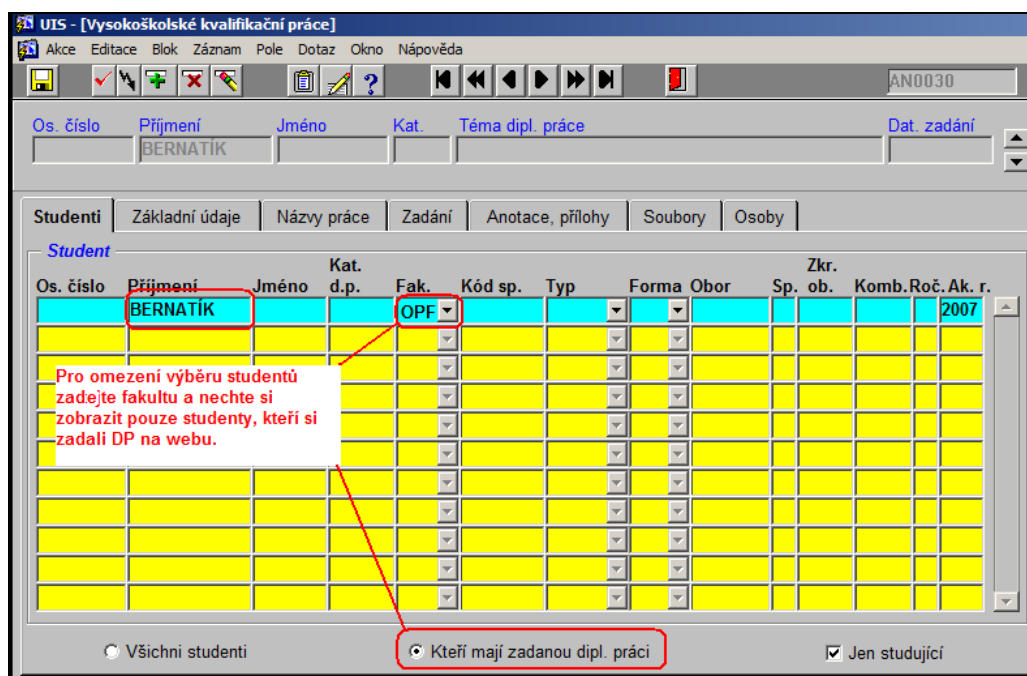 UIS - [Vysokoškolské kvalifikační práce]
Akce Editace Blok Záznam Pole Dotaz Okno Nápověda
AN0030
Os. číslo Příjmení Jméno Kat. Téma dipl. práce Dat. zadání
BERNATÍK
Studenti Základní údaje Názvy práce Zadání Anotace, přílohy Soubory Osoby
Student
Kat. Zkr.
Os. číslo Příjmení Jméno d.p. Fak. Kód sp. Typ Forma Obor Sp. ob. Komb. Roč. Ak. r.
BERNATÍK OPF 2007
Pro omezení výběru studentů
zadejte fakultu a nechte si
zobrazit pouze studenty, kteří si
zadali DP na webu.
Všichni studenti Kteří mají zadanou dipl. práci Jen studující